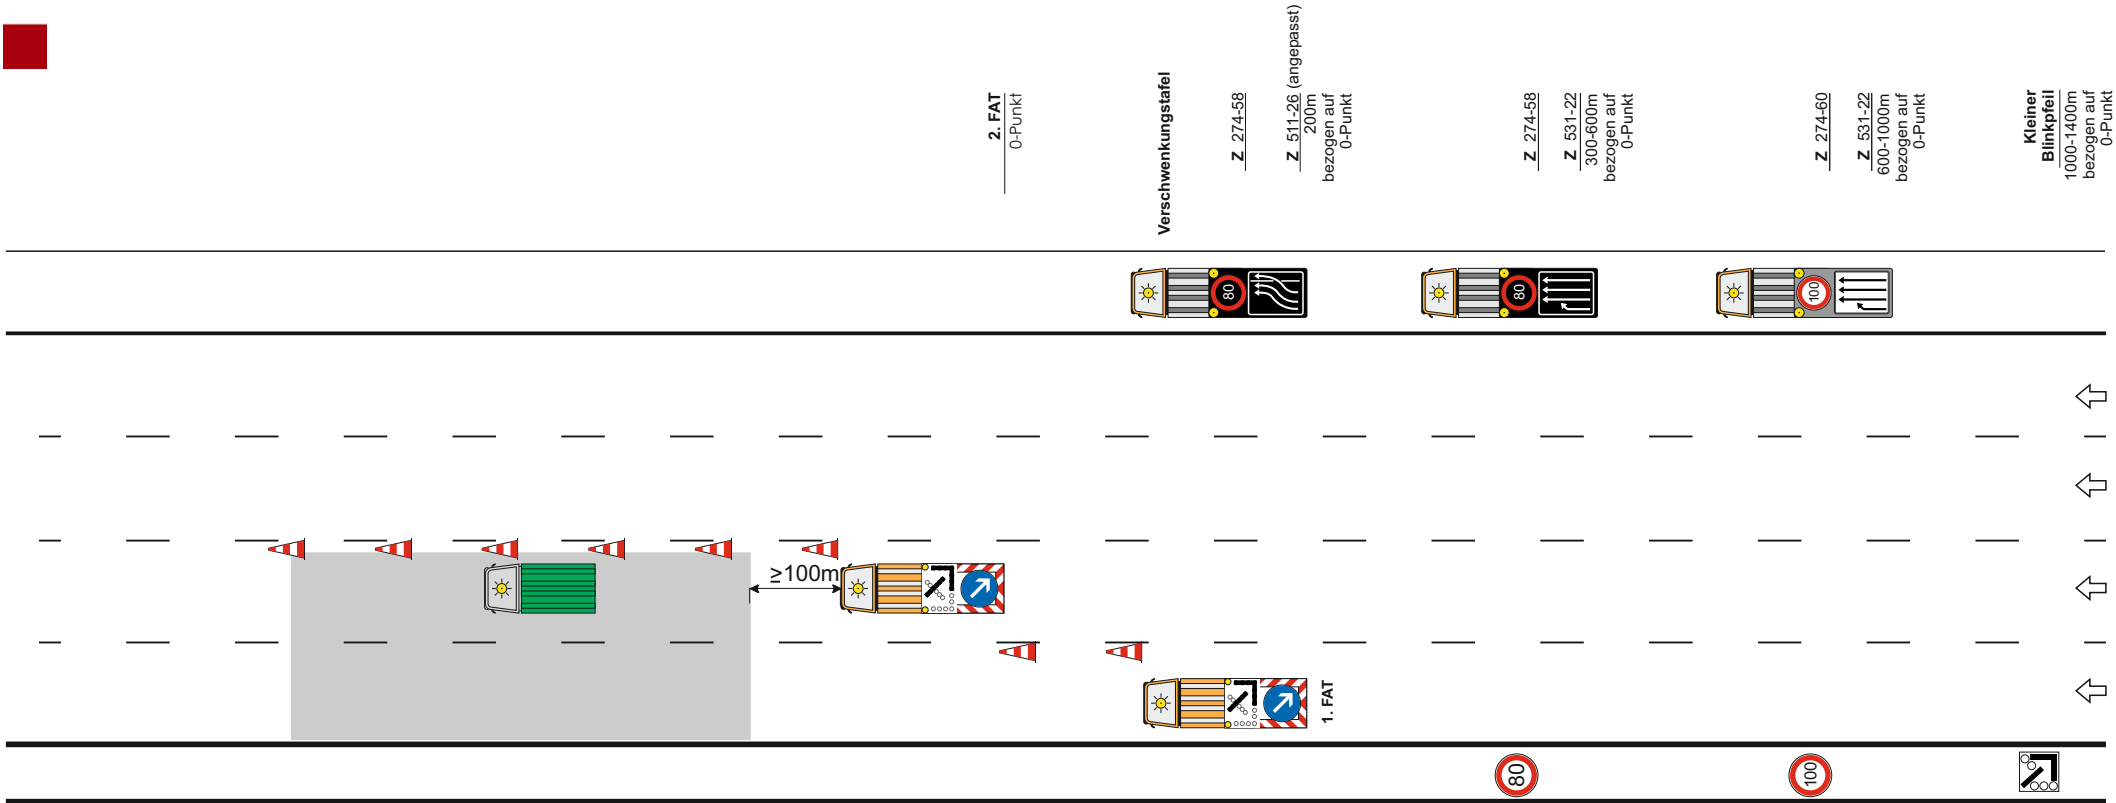 2. FAT
0-Punkt
Verschwenkungstafel
Z 274-58
Z 511-26 (angepasst)
200m
bezogen auf
0-Punkt
Z 274-58
Z 531-22
300-600m
bezogen auf
0-Punkt
Z 274-60
Z 531-22
600-1000m
bezogen auf
0-Punkt
Kleiner
Blinkpfeil
1000-1400m
bezogen auf
0-Punkt
80
80
100
≥100m
1. FAT
80
100